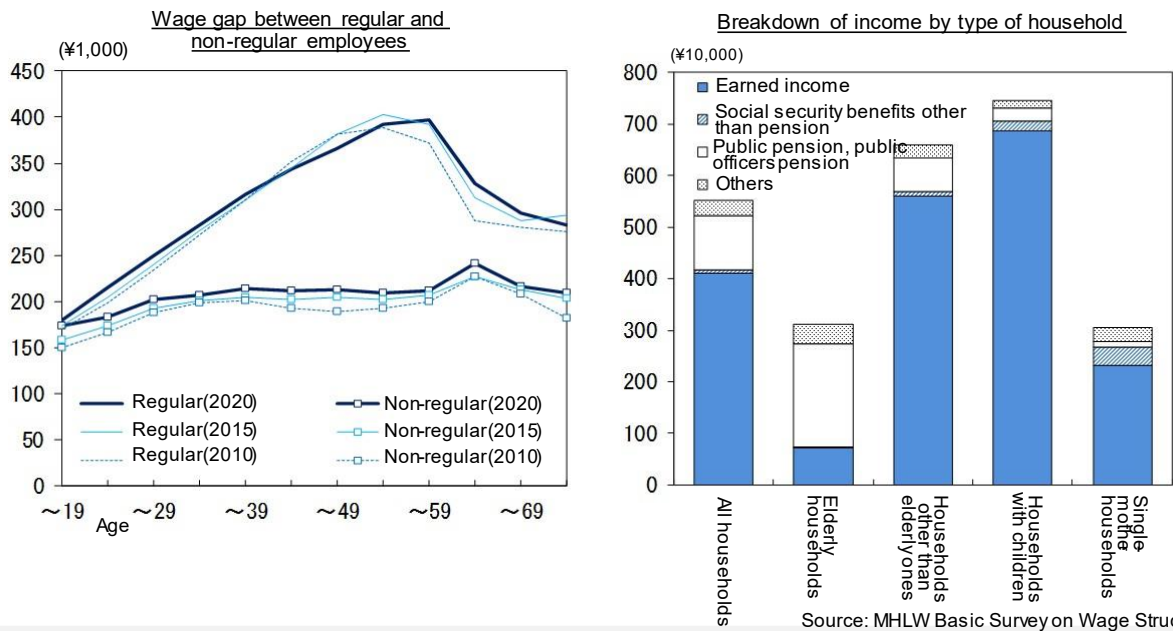 Wage gap between regular and
non-regular employees
(¥1,000)
450
400
350
300
250
200
150
100
50
0
Regular(2020)
Regular(2015)
Regular(2010)
Non-regular(2020)
Non-regular(2015)
Non-regular(2010)
～19
～29
～39
～49
～59
～69
Age
Breakdown of income by type of household
(¥10,000)
800
700
600
500
400
300
200
100
0
Earned income
Social security benefits other
than pension
Public pension, public
officers pension
Others
All households
Elderly
households
Households
other than
elderly ones
Households
with children
Single-
mother
households
Source: MHLW Basic Survey on Wage Struc